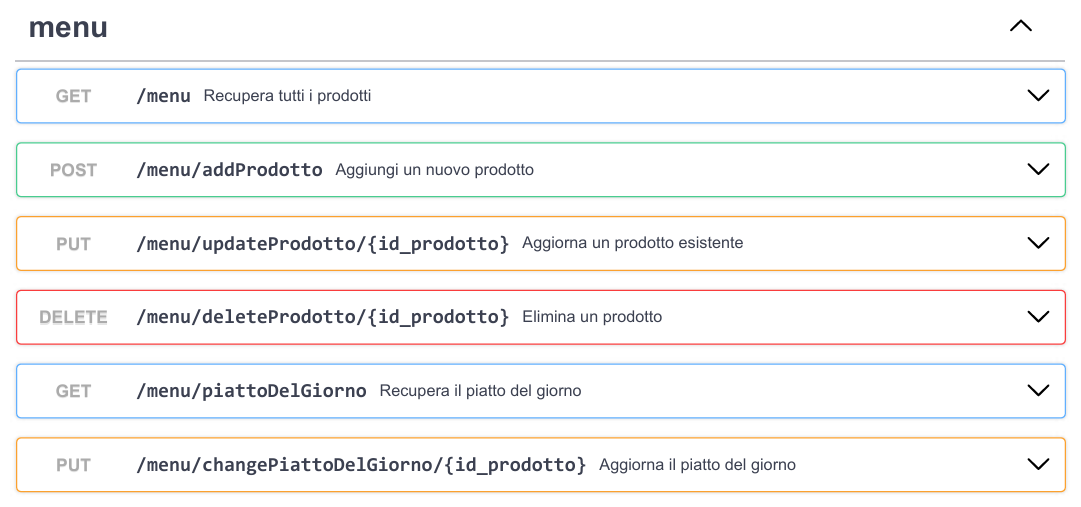 menu
GET /menu Recupera tutti i prodotti
POST /menu/addProdotto Aggiungi un nuovo prodotto
PUT /menu/updateProdotto/{id_prodotto} Aggiorna un prodotto esistente
DELETE /menu/deleteProdotto/{id_prodotto} Elimina un prodotto
GET /menu/piattoDelGiorno Recupera il piatto del giorno
PUT /menu/changePiattoDelGiorno/{id_prodotto} Aggiorna il piatto del giorno